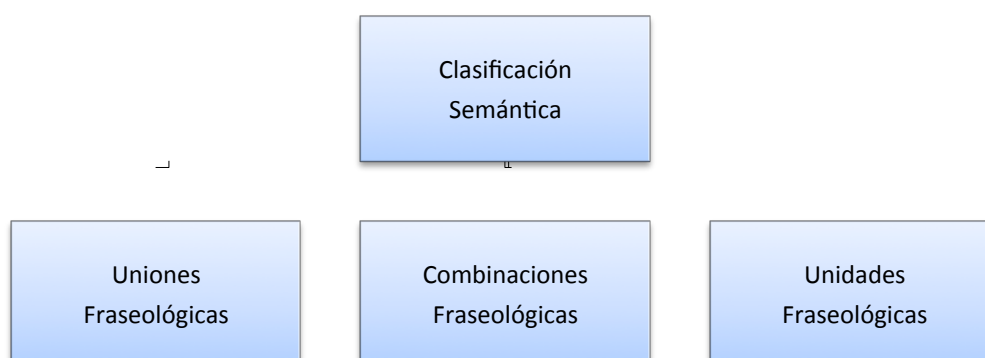 Clasificación
Semántica
Uniones
Fraseológicas
Combinaciones
Fraseológicas
Unidades
Fraseológicas